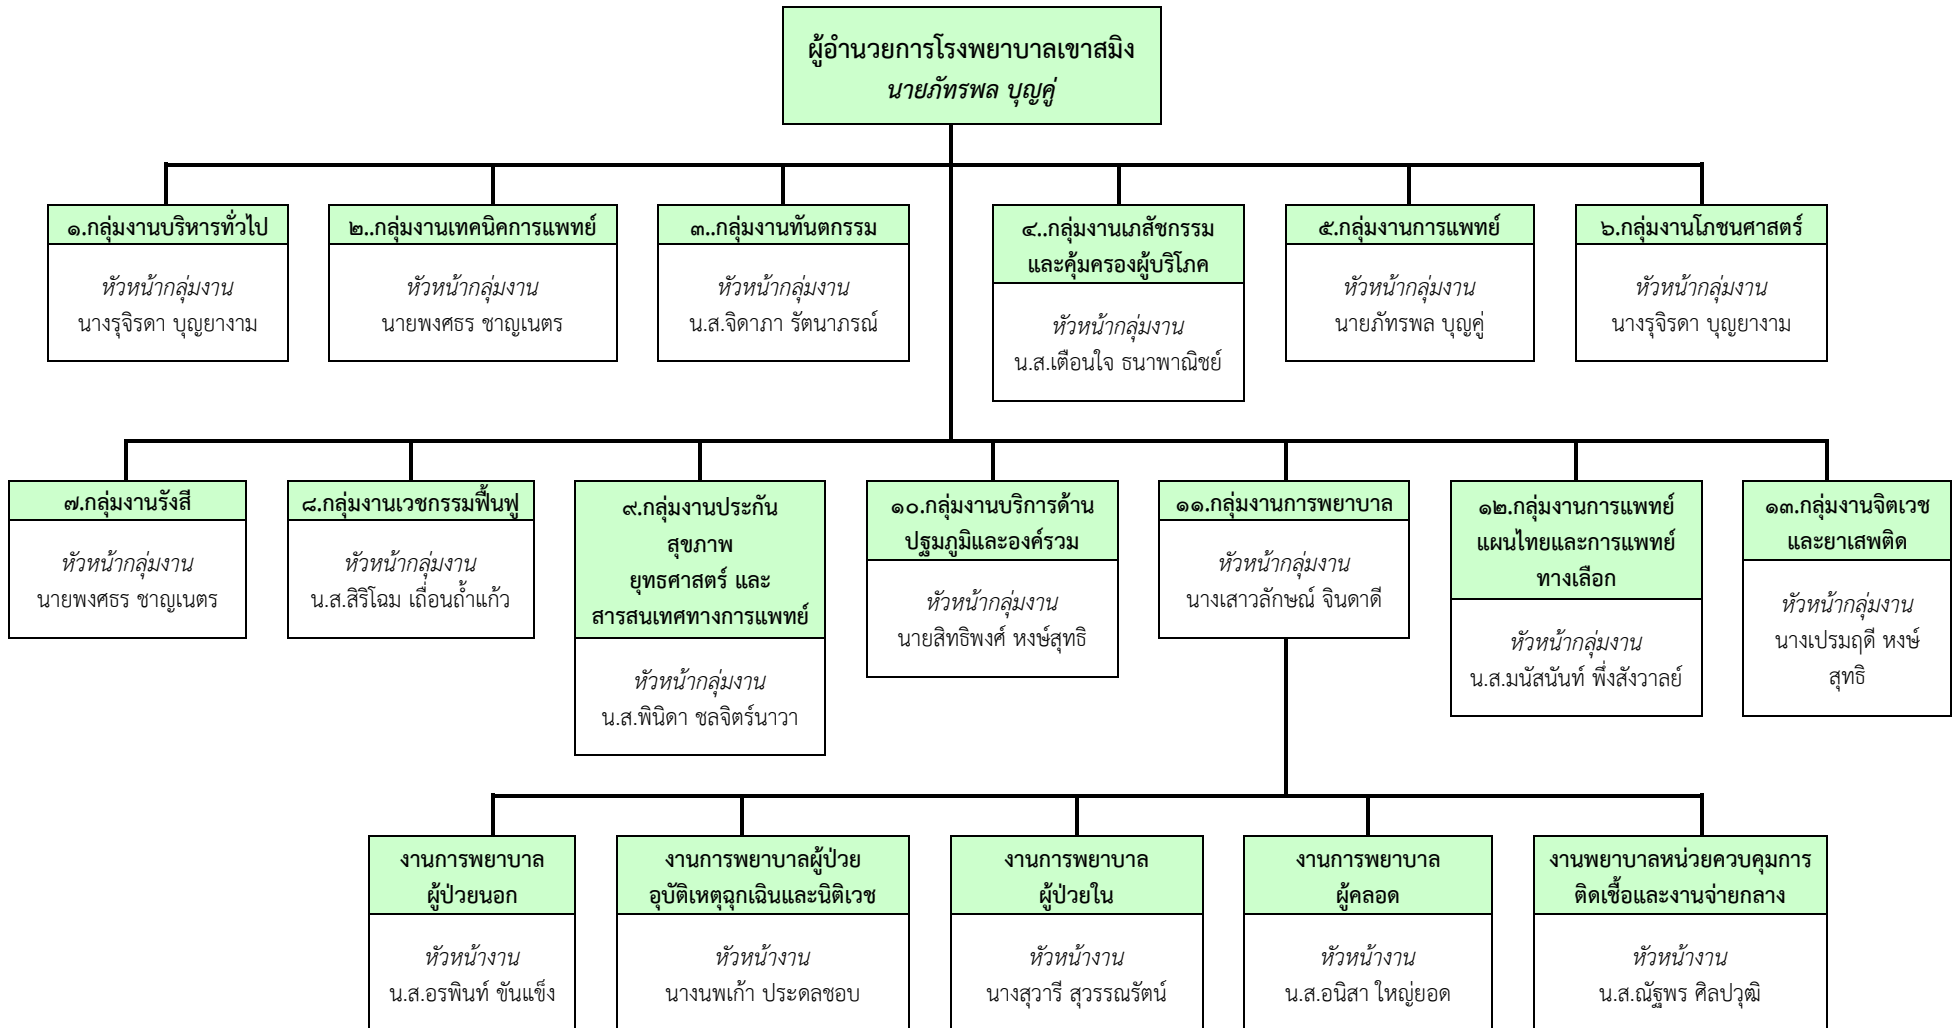 ผู้อำนวยการโรงพยาบาลเขาสมิง
นายภัทรพล บุญคู่
๑.กลุ่มงานบริหารทั่วไป
หัวหน้ากลุ่มงาน
นางรุจิรดา บุญยางาม
๒..กลุ่มงานเทคนิคการแพทย์
หัวหน้ากลุ่มงาน
นายพงศธร ชาญเนตร
๓..กลุ่มงานทันตกรรม
หัวหน้ากลุ่มงาน
น.ส.จิดาภา รัตนาภรณ์
๔..กลุ่มงานเภสัชกรรม
และคุ้มครองผู้บริโภค
หัวหน้ากลุ่มงาน
น.ส.เตือนใจ ธนาพาณิชย์
๕.กลุ่มงานการแพทย์
หัวหน้ากลุ่มงาน
นายภัทรพล บุญคู่
๖.กลุ่มงานโภชนศาสตร์
หัวหน้ากลุ่มงาน
นางรุจิรดา บุญยางาม
๗.กลุ่มงานรังสี
หัวหน้ากลุ่มงาน
นายพงศธร ชาญเนตร
๘.กลุ่มงานเวชกรรมฟื้นฟู
หัวหน้ากลุ่มงาน
น.ส.สิริโฉม เถื่อนถ้ำแก้ว
๙.กลุ่มงานประกัน
สุขภาพ
ยุทธศาสตร์ และ
สารสนเทศทางการแพทย์
หัวหน้ากลุ่มงาน
น.ส.พินิดา ชลจิตร์นาวา
๑๐.กลุ่มงานบริการด้าน
ปฐมภูมิและองค์รวม
หัวหน้ากลุ่มงาน
นายสิทธิพงศ์ หงษ์สุทธิ
๑๑.กลุ่มงานการพยาบาล
หัวหน้ากลุ่มงาน
นางเสาวลักษณ์ จินดาดี
๑๒.กลุ่มงานการแพทย์
แผนไทยและการแพทย์
ทางเลือก
หัวหน้ากลุ่มงาน
น.ส.มนัสนันท์ พึ่งสังวาลย์
๑๓.กลุ่มงานจิตเวช
และยาเสพติด
หัวหน้ากลุ่มงาน
นางเปรมฤดี หงษ์
สุทธิ
งานการพยาบาล
ผู้ป่วยนอก
หัวหน้างาน
น.ส.อรพินท์ ขันแข็ง
งานการพยาบาลผู้ป่วย
อุบัติเหตุฉุกเฉินและนิติเวช
หัวหน้างาน
นางนพเก้า ประดลชอบ
งานการพยาบาล
ผู้ป่วยใน
หัวหน้างาน
นางสุวารี สุวรรณรัตน์
งานการพยาบาล
ผู้คลอด
หัวหน้างาน
น.ส.อนิสา ใหญ่ยอด
งานพยาบาลหน่วยควบคุมการ
ติดเชื้อและงานจ่ายกลาง
หัวหน้างาน
น.ส.ณัฐพร ศิลปวุฒิ